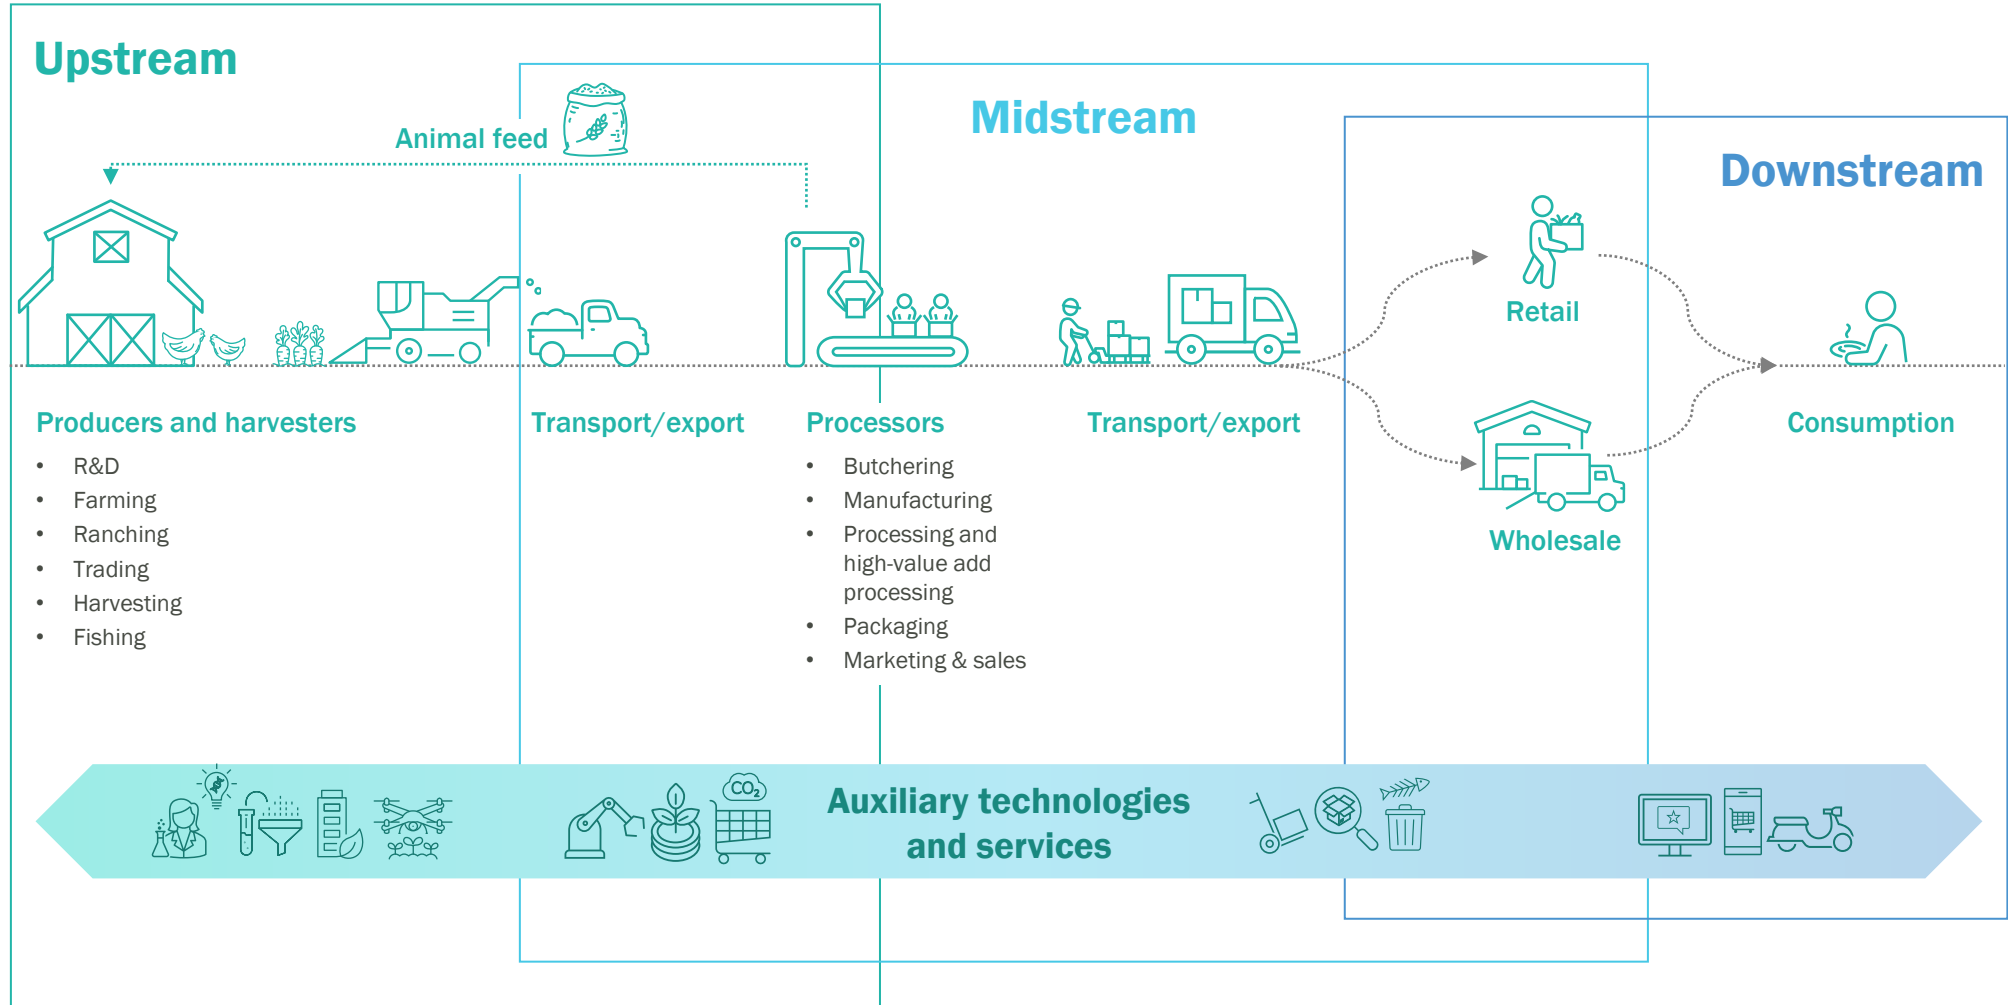 Upstream
Midstream
Downstream
Animal feed
Retail
Wholesale
Producers and harvesters
• R&D
• Farming
• Ranching
• Trading
• Harvesting
• Fishing
Transport/export
Processors
• Butchering
• Manufacturing
• Processing and
high-value add
processing
• Packaging
• Marketing & sales
Transport/export
Consumption
CO₂
Auxiliary technologies
and services